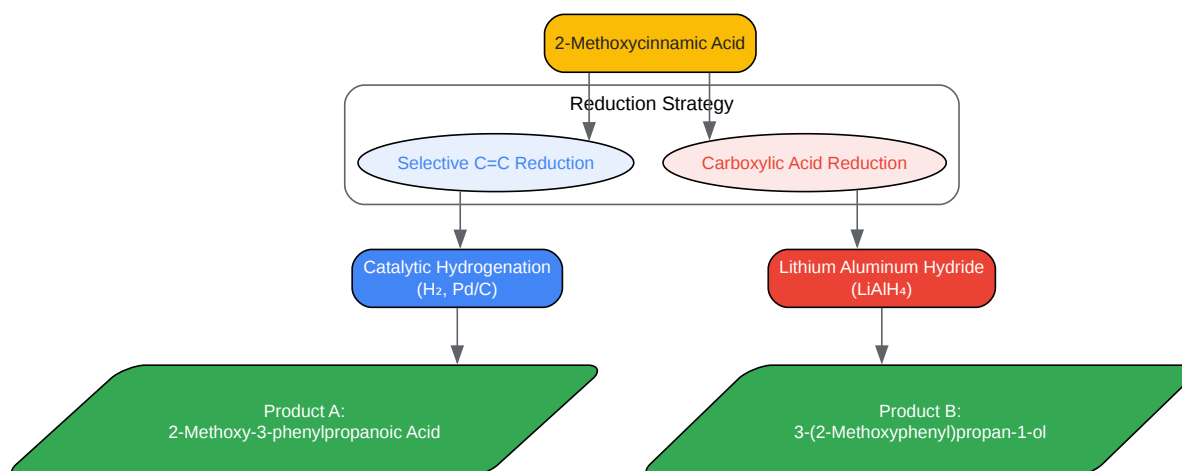 2-Methoxycinnamic Acid
Reduction Strategy
Selective C=C Reduction
Carboxylic Acid Reduction
Catalytic Hydrogenation
(H₂, Pd/C)
Lithium Aluminum Hydride
(LiAlH₄)
Product A:
2-Methoxy-3-phenylpropanoic Acid
Product B:
3-(2-Methoxyphenyl)propan-1-ol